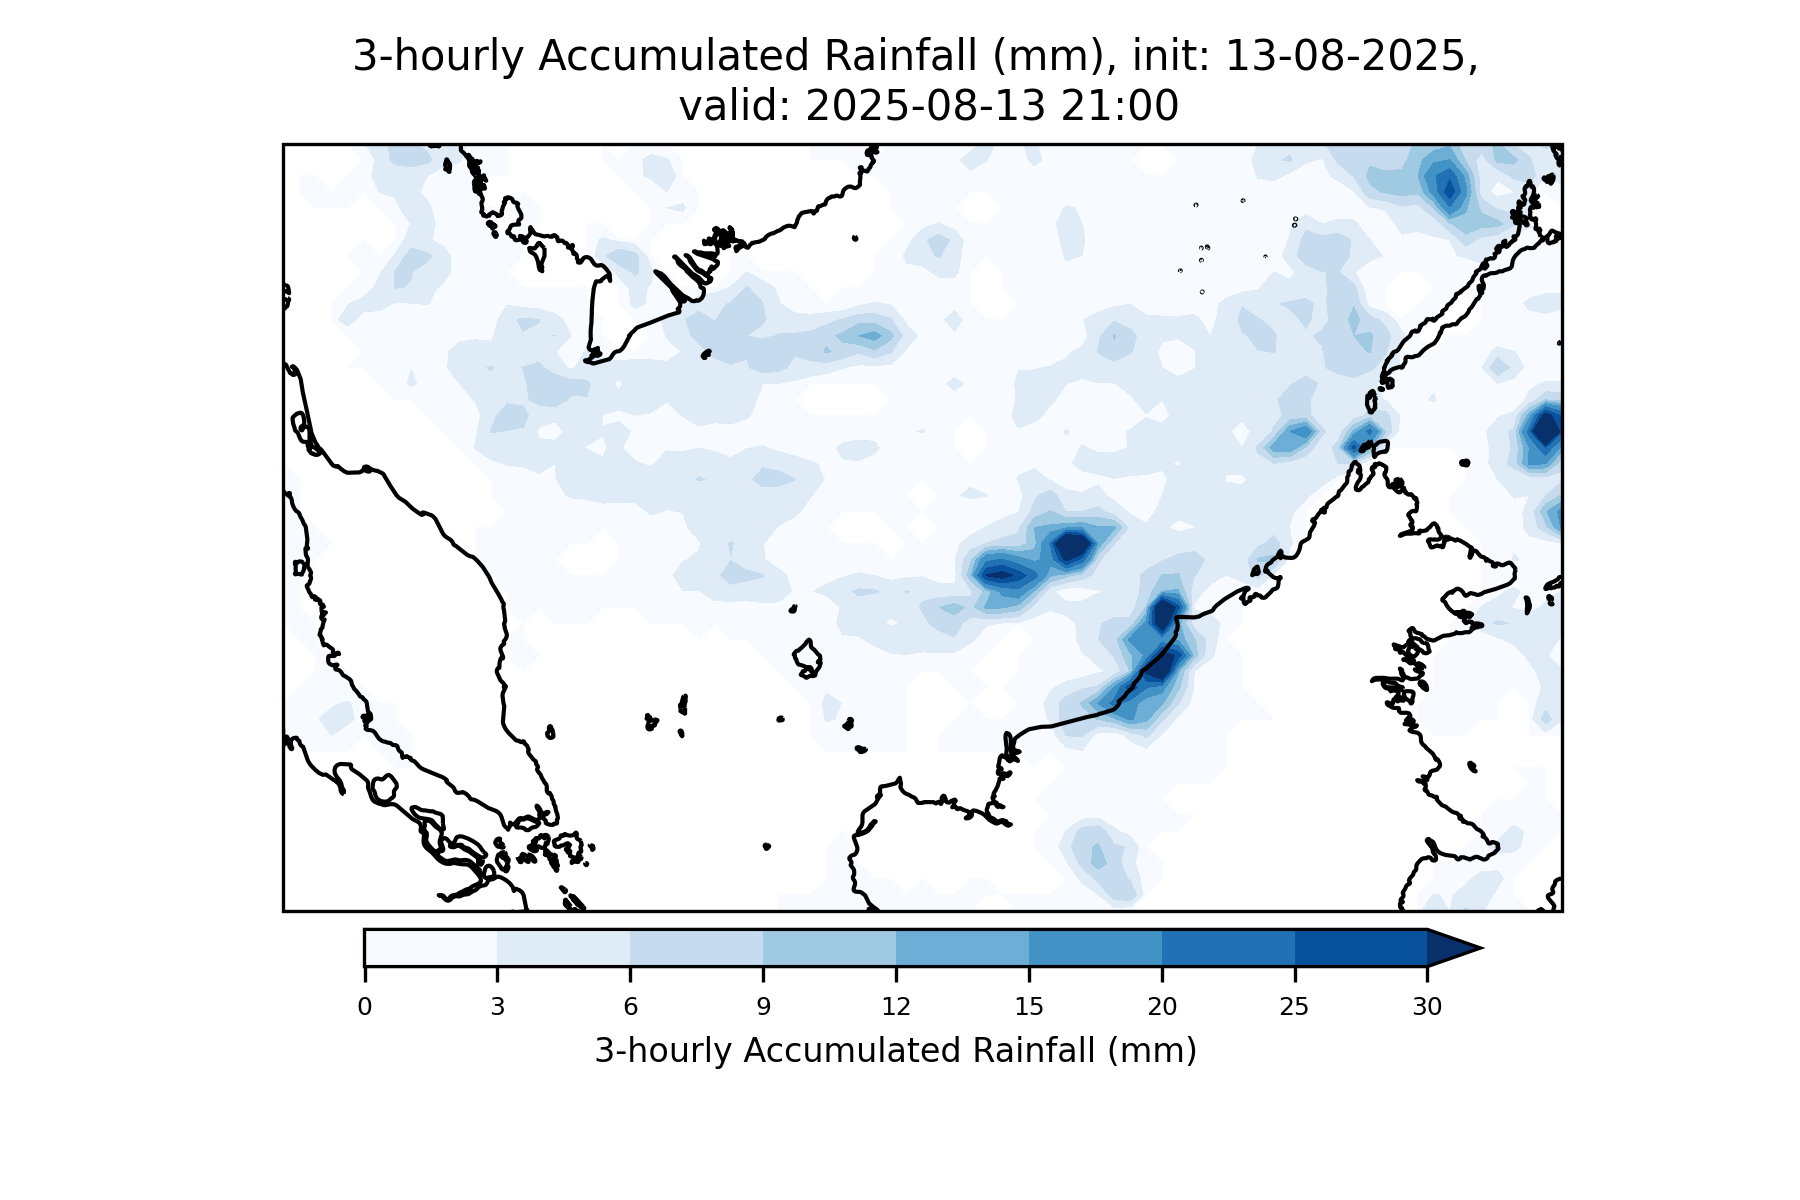 3-hourly Accumulated Rainfall (mm), init: 13-08-2025,
valid: 2025-08-13 21:00
0 3 6 9 12 15 20 25 30
3-hourly Accumulated Rainfall (mm)